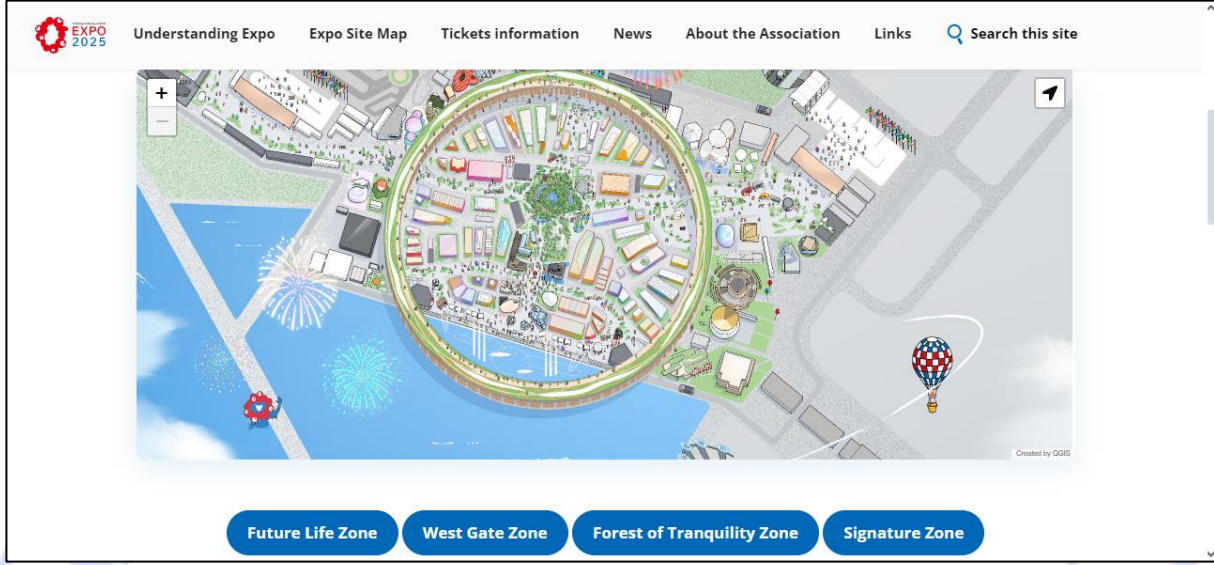 EXPO
2025
Understanding Expo
Expo Site Map
Tickets information
News
About the Association
Links
Search this site
+
−
Created by QGIS
Future Life Zone
West Gate Zone
Forest of Tranquility Zone
Signature Zone